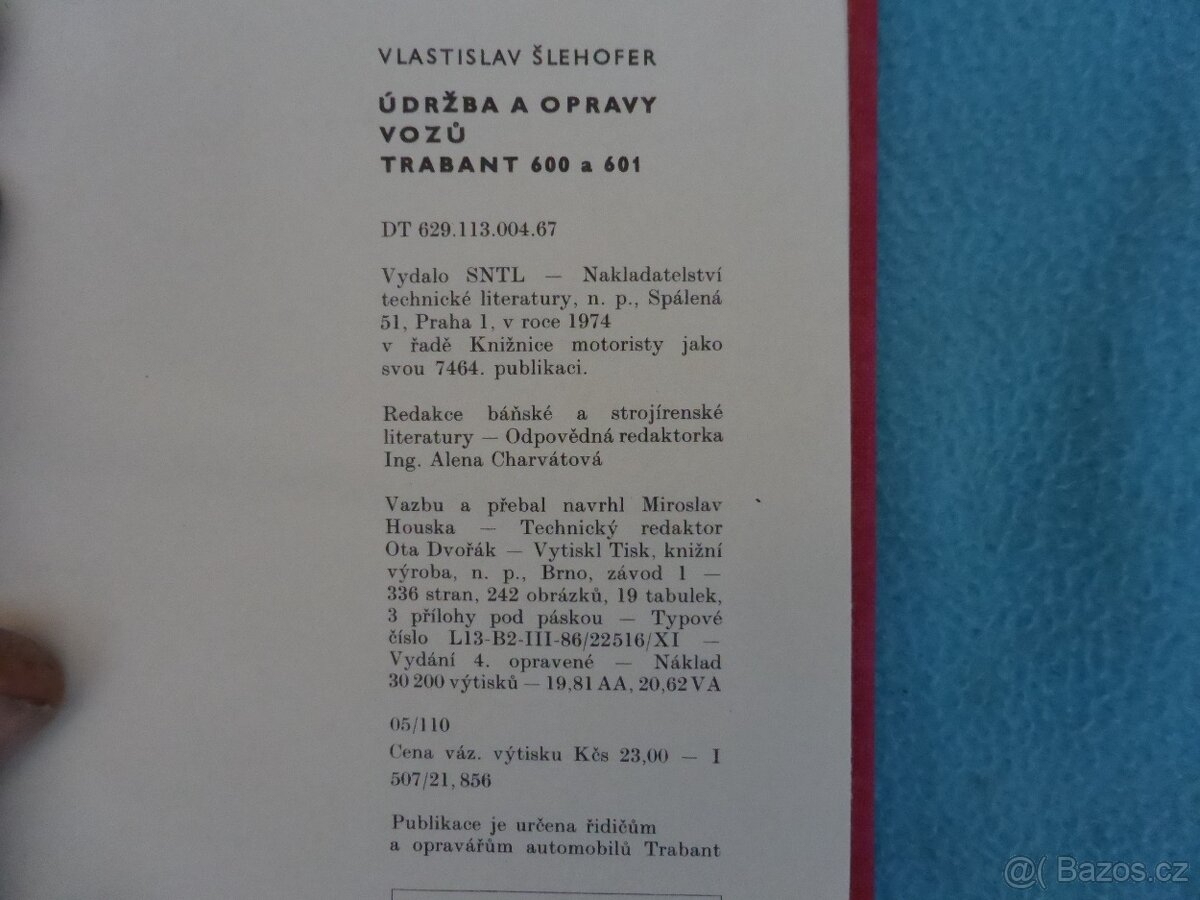 VLASTISLAV ŠLEHOFER
ÚDRŽBA A OPRAVY
VOZŮ
TRABANT 600 a 601
DT 629.113.004.67
Vydalo SNTL — Nakladatelství
technické literatury, n. p., Spálená
51, Praha 1, v roce 1974
v řadě Knižnice motoristy jako
svou 7464. publikaci.
Redakce báňské a strojírenské
literatury — Odpovědná redaktorka
Ing. Alena Charvátová
Vazbu a přebal navrhl Miroslav
Houska — Technický redaktor
Ota Dvořák — Vytiskl Tisk, knižní
výroba, n. p., Brno, závod 1 —
336 stran, 242 obrázků, 19 tabulek,
3 přílohy pod páskou — Typové
číslo L13-B2-III-86/22516/XI —
Vydání 4. opravené — Náklad
30 200 výtisků — 19,81 AA, 20,62 VA
05/110
Cena váz. výtisku Kčs 23,00 — I
507/21, 856
Publikace je určena řidičům
a opravářům automobilů Trabant
@( Bazos.cz